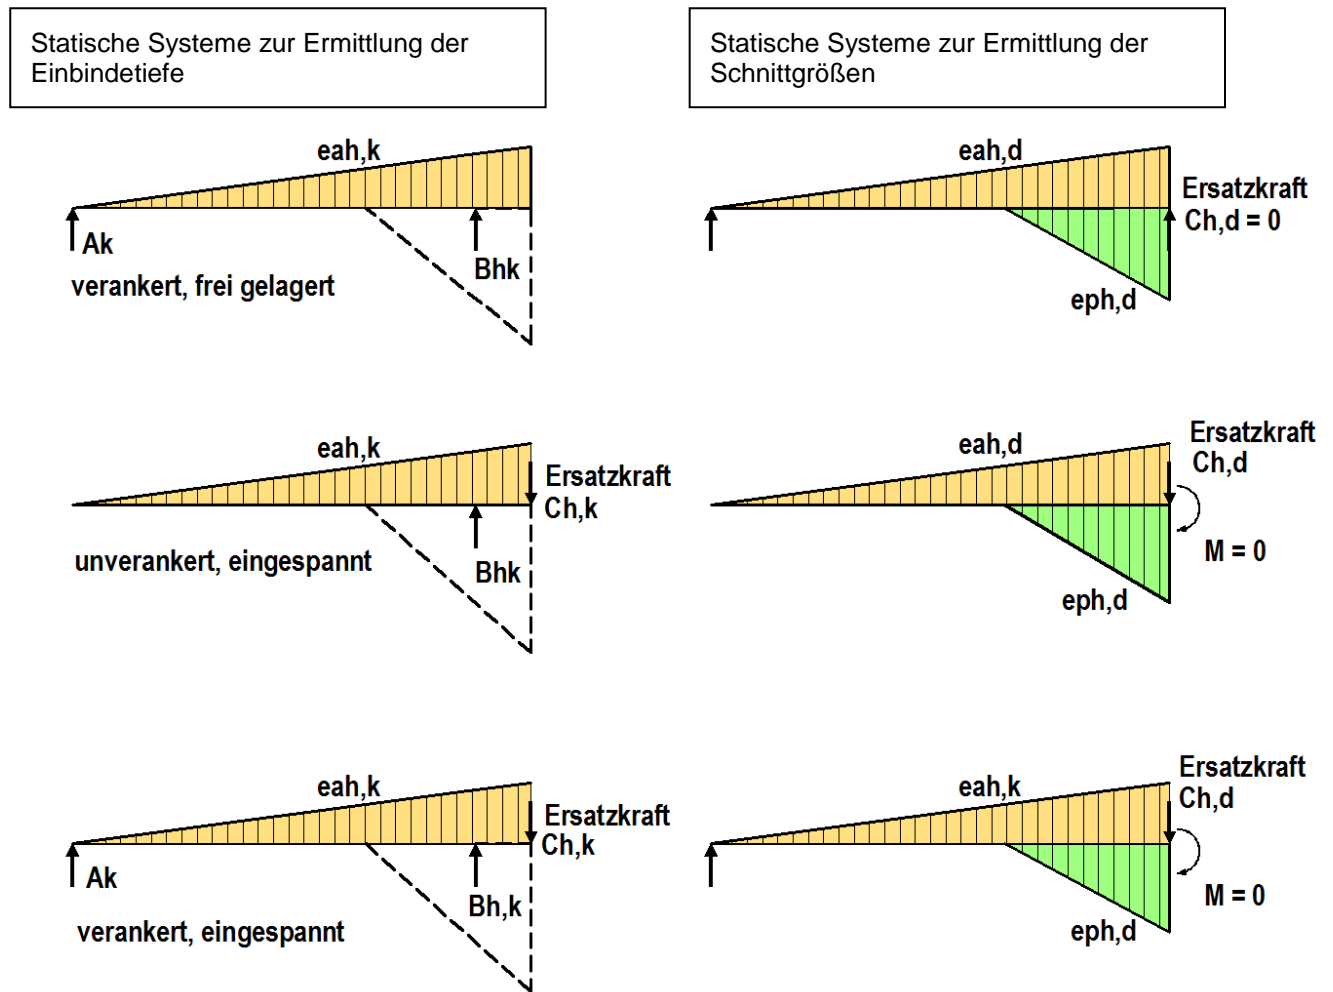 Statische Systeme zur Ermittlung der
Einbindetiefe
Statische Systeme zur Ermittlung der
Schnittgrößen
eah,k
Ak
Bhk
verankert, frei gelagert
eah,d
Ersatzkraft
Ch,d = 0
eph,d
eah,k
Ersatzkraft
Ch,k
Bhk
unverankert, eingespannt
eah,d
Ersatzkraft
Ch,d
M = 0
eph,d
eah,k
Ersatzkraft
Ch,k
Ak
Bh,k
verankert, eingespannt
eah,k
Ersatzkraft
Ch,d
M = 0
eph,d